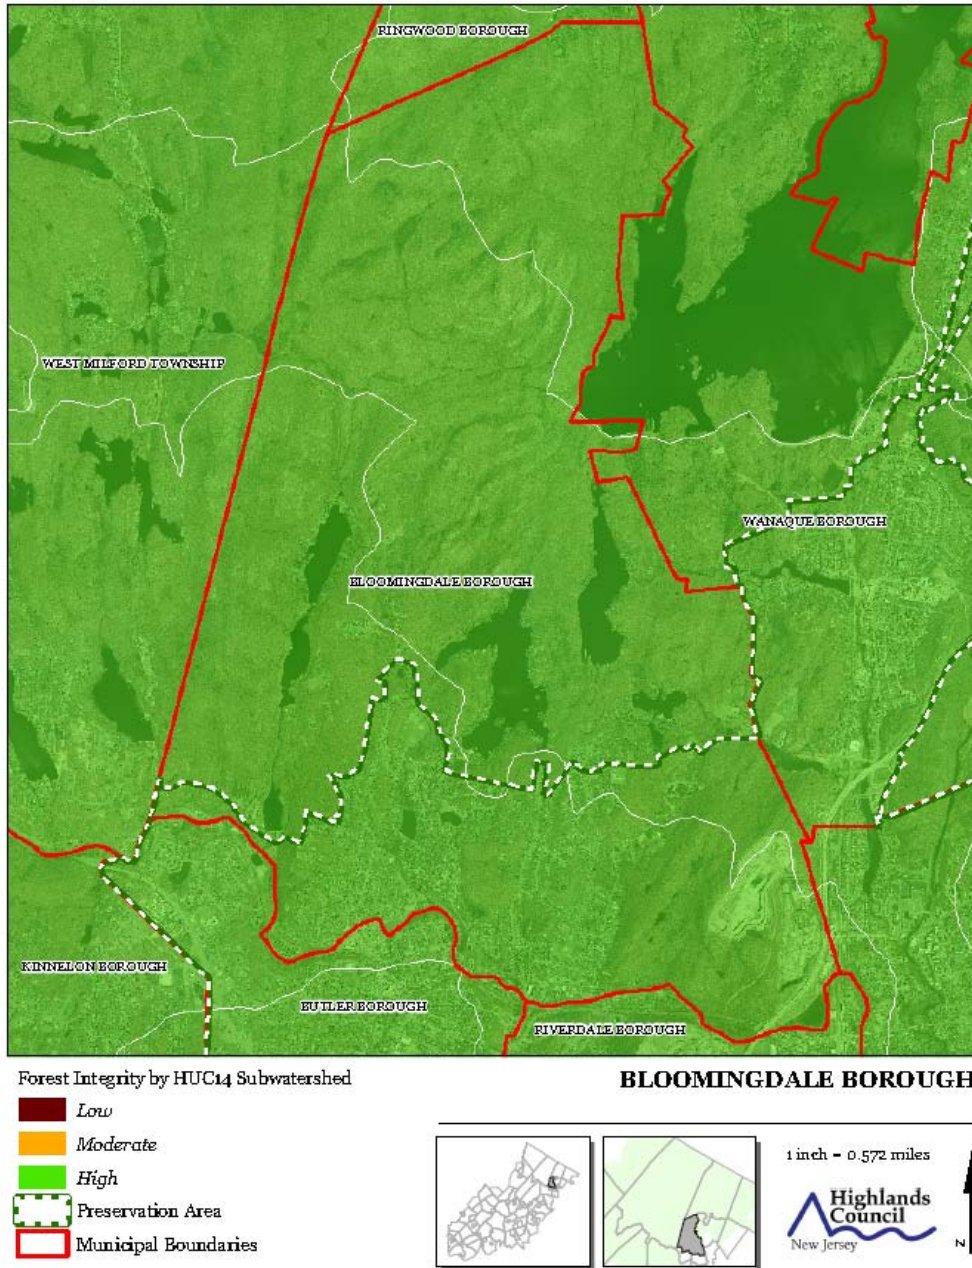 RINGWOOD BOROUGH
WEST MILFORD TOWNSHIP
WANAQUE BOROUGH
BLOOMINGDALE BOROUGH
KINNELON BOROUGH
BUTLER BOROUGH
RIVERDALE BOROUGH
Forest Integrity by HUC14 Subwatershed
Low
Moderate
High
Preservation Area
Municipal Boundaries
BLOOMINGDALE BOROUGH
1 inch = 0.572 miles
Highlands
Council
New Jersey
N